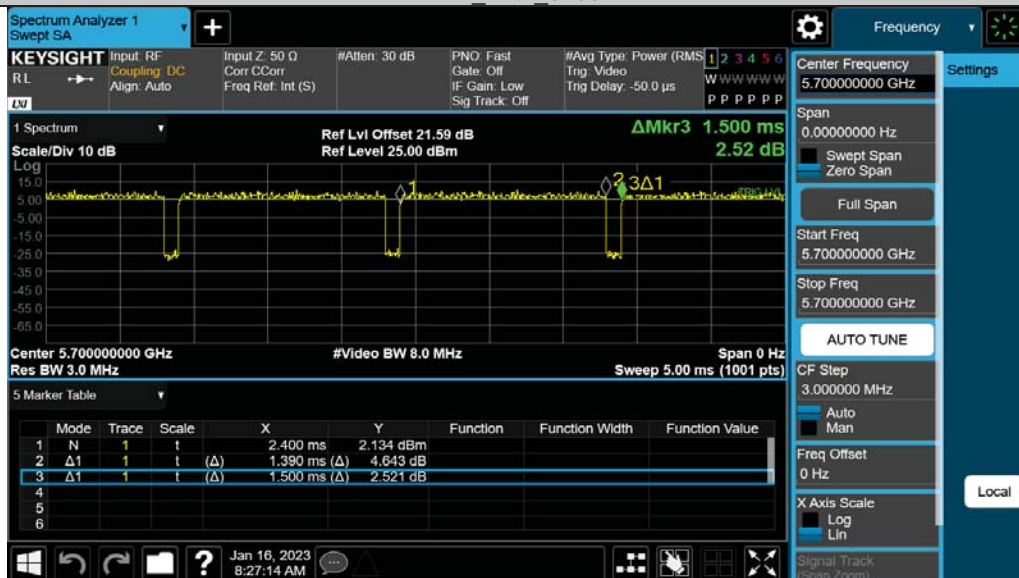 Spectrum Analyzer 1
Swept SA
Frequency
KEYSIGHT
RL
LXI
Input: RF
Coupling: DC
Align: Auto
Input Z: 50 Ω
Corr CCorr
Freq Ref: Int (S)
#Atten: 30 dB
PNO: Fast
Gate: Off
IF Gain: Low
Sig Track: Off
#Avg Type: Power (RMS
Trig: Video
Trig Delay: -50.0 µs
1 2 3 4 5 6
W W W W W W
P P P P P P
1 Spectrum
Scale/Div 10 dB
Ref Lvl Offset 21.59 dB
Ref Level 25.00 dBm
ΔMkr3 1.500 ms
2.52 dB
Log
15.0
5.00
-5.00
-15.0
-25.0
-35.0
-45.0
-55.0
-65.0
1
2
3Δ1
TRIG LVL
Center 5.700000000 GHz
Res BW 3.0 MHz
#Video BW 8.0 MHz
Span 0 Hz
Sweep 5.00 ms (1001 pts)
5 Marker Table
Mode Trace Scale X Y Function Function Width Function Value
1 N 1 t 2.400 ms 2.134 dBm
2 Δ1 1 t (Δ) 1.390 ms (Δ) 4.643 dB
3 Δ1 1 t (Δ) 1.500 ms (Δ) 2.521 dB
4
5
6
?
Jan 16, 2023
8:27:14 AM
Center Frequency
5.700000000 GHz
Span
0.00000000 Hz
Swept Span
Zero Span
Full Span
Start Freq
5.700000000 GHz
Stop Freq
5.700000000 GHz
AUTO TUNE
CF Step
3.000000 MHz
Auto
Man
Freq Offset
0 Hz
X Axis Scale
Log
Lin
Signal Track
(Span Zoom)
Settings
Local